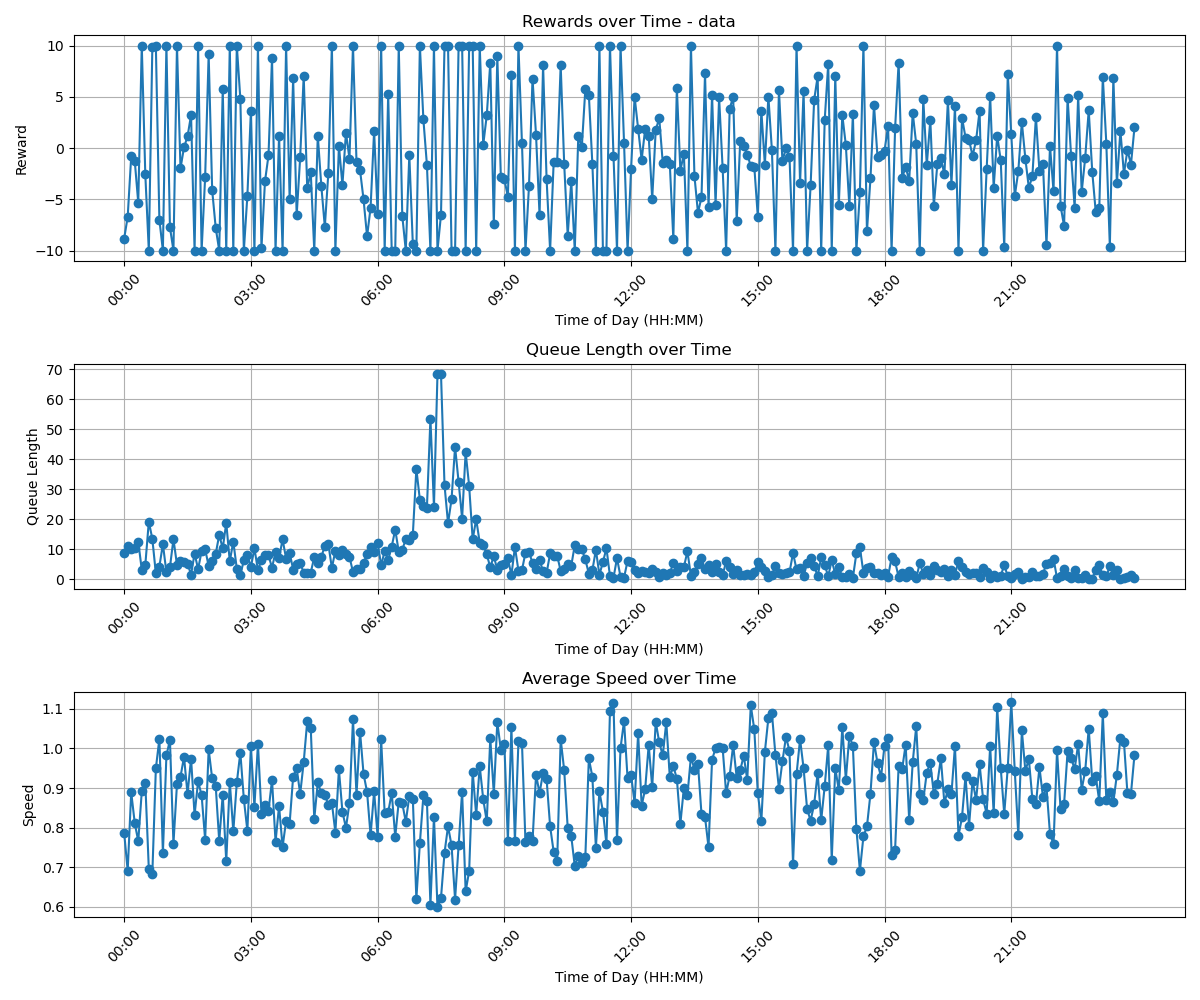 Rewards over Time - data
10
5
0
−5
−10
Reward
00:00 03:00 06:00 09:00 12:00 15:00 18:00 21:00
Time of Day (HH:MM)
Queue Length over Time
70
60
50
40
30
20
10
0
Queue Length
00:00 03:00 06:00 09:00 12:00 15:00 18:00 21:00
Time of Day (HH:MM)
Average Speed over Time
1.1
1.0
0.9
0.8
0.7
0.6
Speed
00:00 03:00 06:00 09:00 12:00 15:00 18:00 21:00
Time of Day (HH:MM)